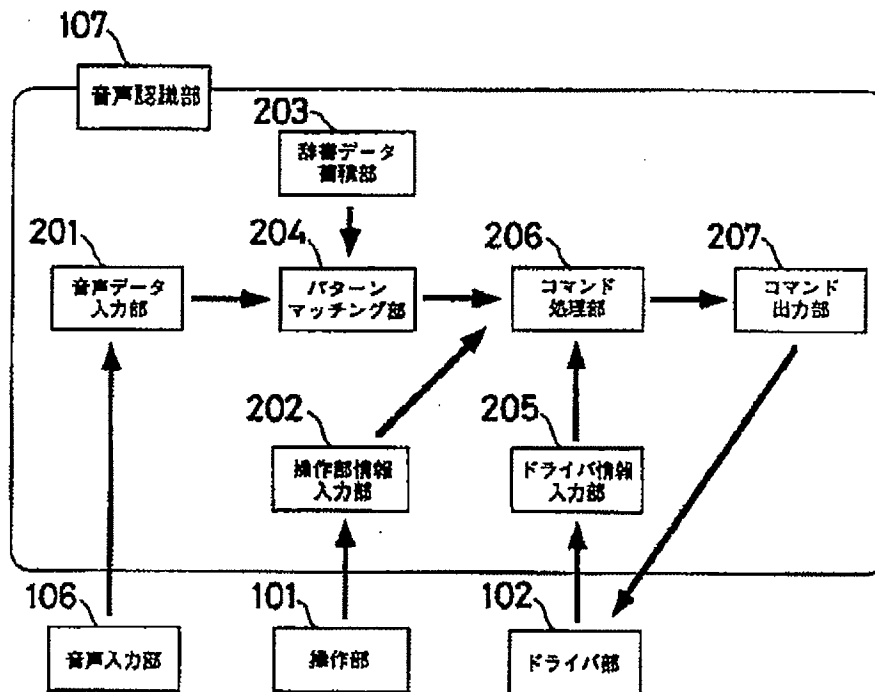 107
音声認識部
203
辞書データ
蓄積部
201
204
206
207
音声データ
入力部
パターン
マッチング部
コマンド
処理部
コマンド
出力部
202
205
操作部情報
入力部
ドライバ情報
入力部
106
101
102
音声入力部
操作部
ドライバ部